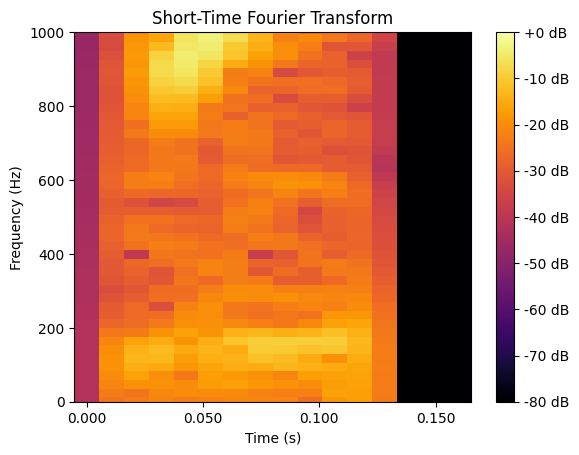 Short-Time Fourier Transform
1000
800
600
400
200
0
Frequency (Hz)
0.000
0.050
0.100
0.150
Time (s)
+0 dB
-10 dB
-20 dB
-30 dB
-40 dB
-50 dB
-60 dB
-70 dB
-80 dB